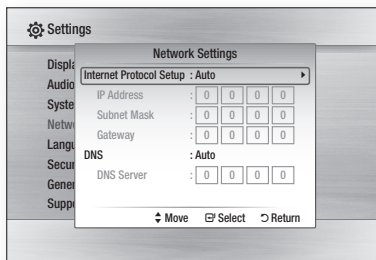 Settings
Network Settings
Internet Protocol Setup : Auto
IP Address : 0 0 0 0
Subnet Mask : 0 0 0 0
Gateway : 0 0 0 0
DNS : Auto
DNS Server : 0 0 0 0
Move Select Return
Displa
Audio
Syste
Netw
Langu
Secur
Gener
Suppo